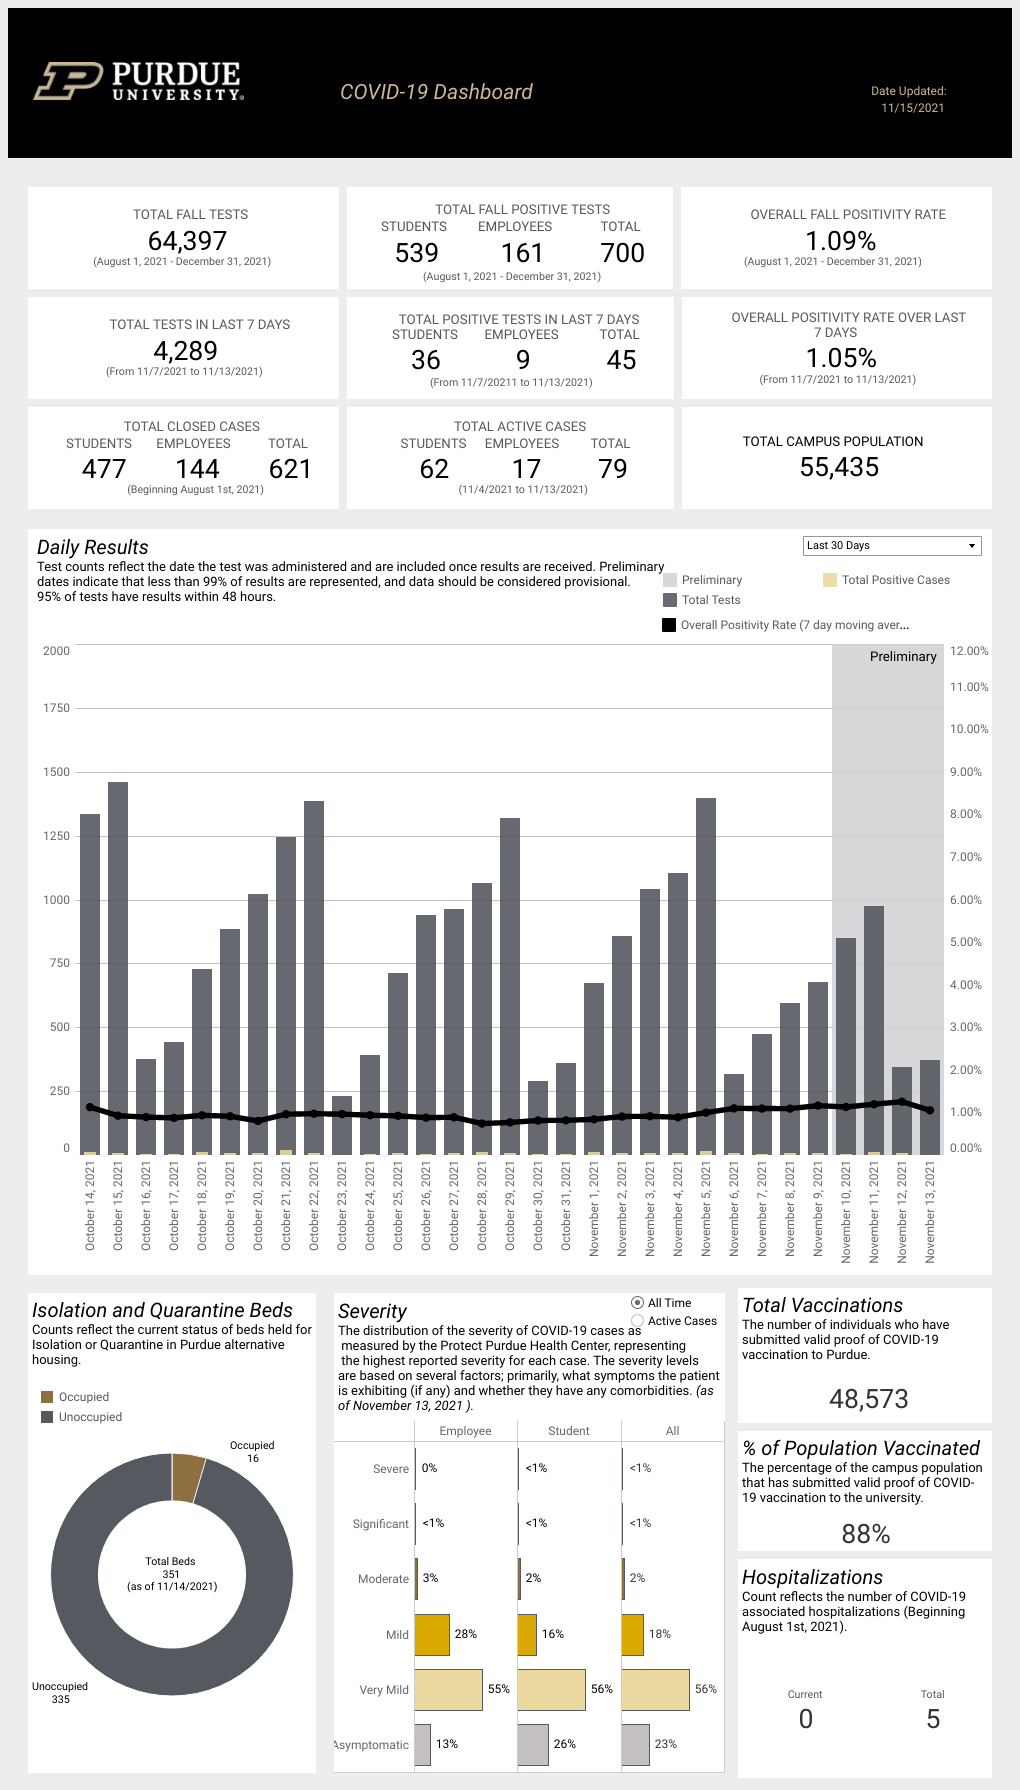 PURDUE
UNIVERSITY®
COVID-19 Dashboard
Date Updated:
11/15/2021
TOTAL FALL TESTS
64,397
(August 1, 2021 - December 31, 2021)
TOTAL FALL POSITIVE TESTS
STUDENTS EMPLOYEES TOTAL
539 161 700
(August 1, 2021 - December 31, 2021)
OVERALL FALL POSITIVITY RATE
1.09%
(August 1, 2021 - December 31, 2021)
TOTAL TESTS IN LAST 7 DAYS
4,289
(From 11/7/2021 to 11/13/2021)
TOTAL POSITIVE TESTS IN LAST 7 DAYS
STUDENTS EMPLOYEES TOTAL
36 9 45
(From 11/7/20211 to 11/13/2021)
OVERALL POSITIVITY RATE OVER LAST
7 DAYS
1.05%
(From 11/7/2021 to 11/13/2021)
TOTAL CLOSED CASES
STUDENTS EMPLOYEES TOTAL
477 144 621
(Beginning August 1st, 2021)
TOTAL ACTIVE CASES
STUDENTS EMPLOYEES TOTAL
62 17 79
(11/4/2021 to 11/13/2021)
TOTAL CAMPUS POPULATION
55,435
Daily Results
Last 30 Days
Test counts reflect the date the test was administered and are included once results are received. Preliminary
dates indicate that less than 99% of results are represented, and data should be considered provisional.
95% of tests have results within 48 hours.
Preliminary
Total Positive Cases
Total Tests
Overall Positivity Rate (7 day moving aver...
Preliminary
2000
1750
1500
1250
1000
750
500
250
0
12.00%
11.00%
10.00%
9.00%
8.00%
7.00%
6.00%
5.00%
4.00%
3.00%
2.00%
1.00%
0.00%
October 14, 2021
October 15, 2021
October 16, 2021
October 17, 2021
October 18, 2021
October 19, 2021
October 20, 2021
October 21, 2021
October 22, 2021
October 23, 2021
October 24, 2021
October 25, 2021
October 26, 2021
October 27, 2021
October 28, 2021
October 29, 2021
October 30, 2021
October 31, 2021
November 1, 2021
November 2, 2021
November 3, 2021
November 4, 2021
November 5, 2021
November 6, 2021
November 7, 2021
November 8, 2021
November 9, 2021
November 10, 2021
November 11, 2021
November 12, 2021
November 13, 2021
Isolation and Quarantine Beds
Counts reflect the current status of beds held for
Isolation or Quarantine in Purdue alternative
housing.
Occupied
Unoccupied
Occupied
16
Total Beds
351
(as of 11/14/2021)
Unoccupied
335
Severity
All Time
Active Cases
The distribution of the severity of COVID-19 cases as
measured by the Protect Purdue Health Center, representing
the highest reported severity for each case. The severity levels
are based on several factors; primarily, what symptoms the patient
is exhibiting (if any) and whether they have any comorbidities. (as
of November 13, 2021 ).
Employee Student All
Severe 0% <1% <1%
Significant <1% <1% <1%
Moderate 3% 2% 2%
Mild 28% 16% 18%
Very Mild 55% 56% 56%
Asymptomatic 13% 26% 23%
Total Vaccinations
The number of individuals who have
submitted valid proof of COVID-19
vaccination to Purdue.
48,573
% of Population Vaccinated
The percentage of the campus population
that has submitted valid proof of COVID-
19 vaccination to the university.
88%
Hospitalizations
Count reflects the number of COVID-19
associated hospitalizations (Beginning
August 1st, 2021).
Current Total
0 5